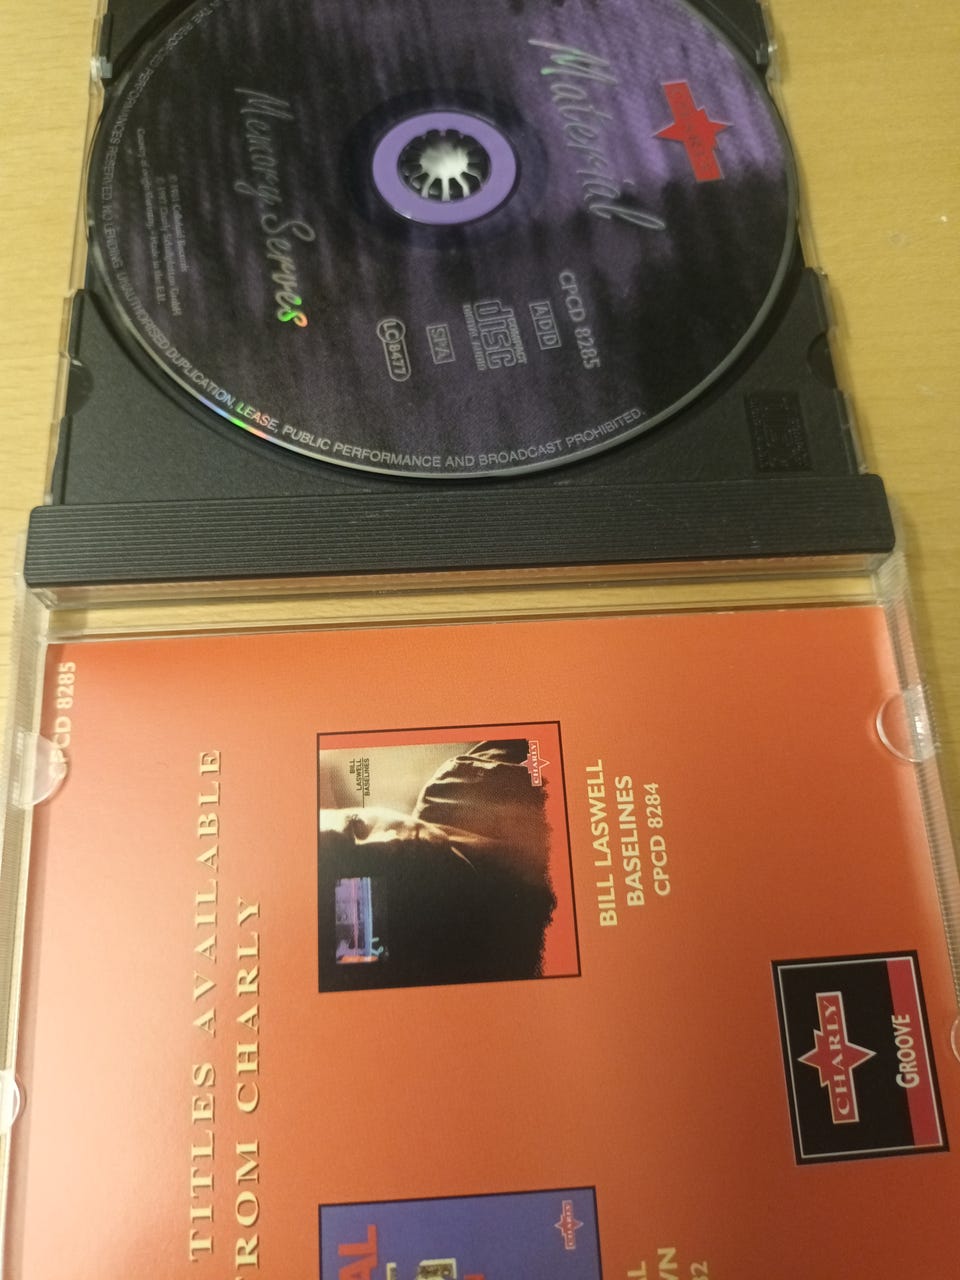 CHARLY
Material
Memory Serves
CPCD 8285
ADD
COMPACT
disc
DIGITAL AUDIO
SPA
LC 8477
UNAUTHORISED DUPLICATION, LEASE, PUBLIC PERFORMANCE AND BROADCAST PROHIBITED.
CPCD 8285
TITLES AVAILABLE
FROM CHARLY
BILL
LASWELL
BASELINES
CHARLY
BILL LASWELL
BASELINES
CPCD 8284
CHARLY
GROOVE
CHARLY